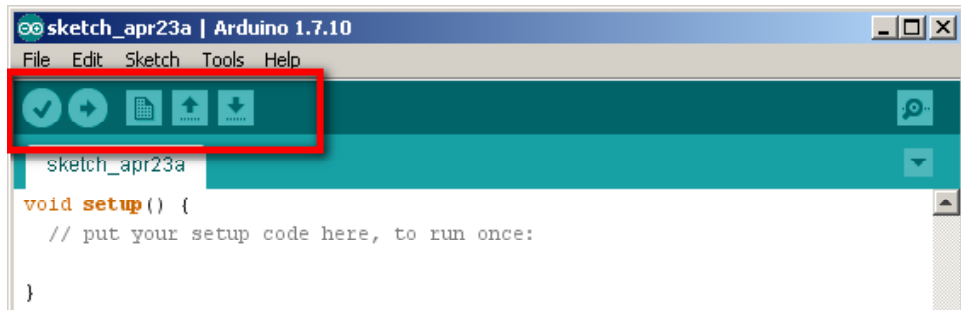 sketch_apr23a | Arduino 1.7.10
File Edit Sketch Tools Help
sketch_apr23a
void setup() {
// put your setup code here, to run once:
}